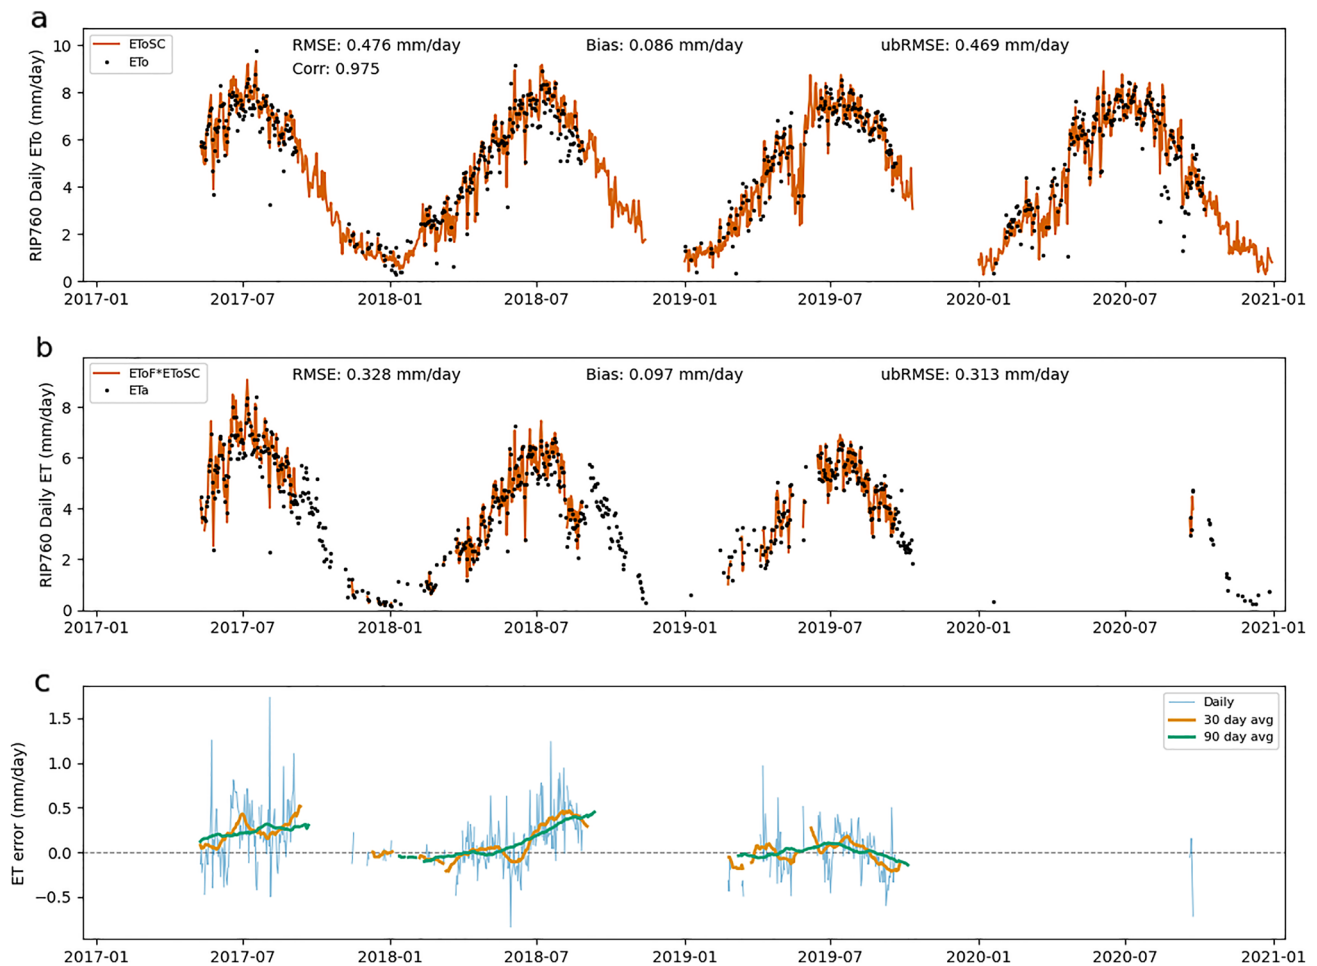 a
EToSC
ETo
RMSE: 0.476 mm/day
Bias: 0.086 mm/day
ubRMSE: 0.469 mm/day
Corr: 0.975
RIP760 Daily ETo (mm/day)
10
8
6
4
2
0
2017-01
2017-07
2018-01
2018-07
2019-01
2019-07
2020-01
2020-07
2021-01
b
EToF*EToSC
ETa
RMSE: 0.328 mm/day
Bias: 0.097 mm/day
ubRMSE: 0.313 mm/day
RIP760 Daily ET (mm/day)
8
6
4
2
0
2017-01
2017-07
2018-01
2018-07
2019-01
2019-07
2020-01
2020-07
2021-01
c
Daily
30 day avg
90 day avg
ET error (mm/day)
1.5
1.0
0.5
0.0
−0.5
2017-01
2017-07
2018-01
2018-07
2019-01
2019-07
2020-01
2020-07
2021-01